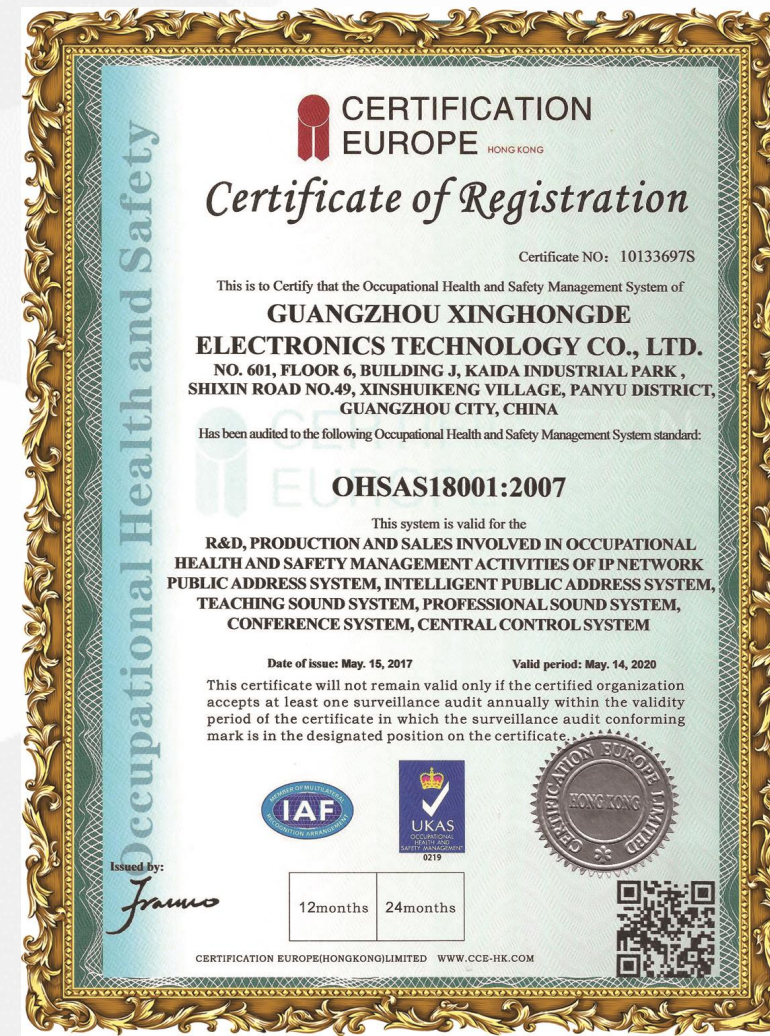 CERTIFICATION
EUROPE HONG KONG
Certificate of Registration
Occupational Health and Safety
Certificate NO: 10133697S
This is to Certify that the Occupational Health and Safety Management System of
GUANGZHOU XINGHONGDE
ELECTRONICS TECHNOLOGY CO., LTD.
NO. 601, FLOOR 6, BUILDING J, KAIDA INDUSTRIAL PARK ,
SHIXIN ROAD NO.49, XINSHUIKENG VILLAGE, PANYU DISTRICT,
GUANGZHOU CITY, CHINA
Has been audited to the following Occupational Health and Safety Management System standard:
OHSAS18001:2007
This system is valid for the
R&D, PRODUCTION AND SALES INVOLVED IN OCCUPATIONAL
HEALTH AND SAFETY MANAGEMENT ACTIVITIES OF IP NETWORK
PUBLIC ADDRESS SYSTEM, INTELLIGENT PUBLIC ADDRESS SYSTEM,
TEACHING SOUND SYSTEM, PROFESSIONAL SOUND SYSTEM,
CONFERENCE SYSTEM, CENTRAL CONTROL SYSTEM
Date of issue: May. 15, 2017 Valid period: May. 14, 2020
This certificate will not remain valid only if the certified organization
accepts at least one surveillance audit annually within the validity
period of the certificate in which the surveillance audit conforming
mark is in the designated position on the certificate.
MEMBER OF MULTILATERAL
IAF
RECOGNITION ARRANGEMENT
UKAS
OCCUPATIONAL
HEALTH AND
SAFETY MANAGEMENT
0219
CERTIFICATION EUROPE LIMITED
HONG KONG
Issued by:
12months 24months
CERTIFICATION EUROPE(HONGKONG)LIMITED WWW.CCE-HK.COM